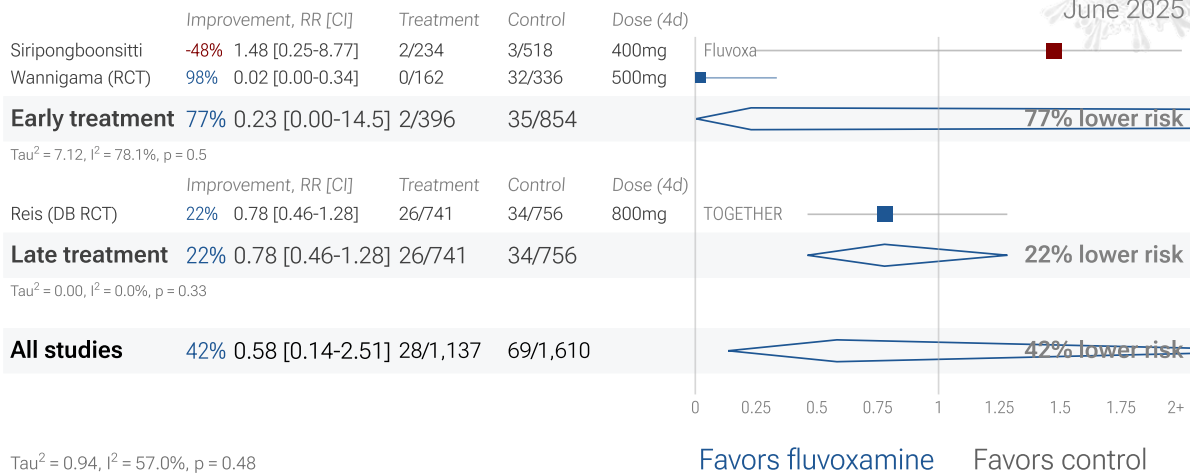 June 2025
Improvement, RR [CI] Treatment Control Dose (4d)
Siripongboonsitti -48% 1.48 [0.25-8.77] 2/234 3/518 400mg Fluvoxa
Wannigama (RCT) 98% 0.02 [0.00-0.34] 0/162 32/336 500mg
Early treatment 77% 0.23 [0.00-14.5] 2/396 35/854 77% lower risk
Tau² = 7.12, I² = 78.1%, p = 0.5
Improvement, RR [CI] Treatment Control Dose (4d)
Reis (DB RCT) 22% 0.78 [0.46-1.28] 26/741 34/756 800mg TOGETHER
Late treatment 22% 0.78 [0.46-1.28] 26/741 34/756 22% lower risk
Tau² = 0.00, I² = 0.0%, p = 0.33
All studies 42% 0.58 [0.14-2.51] 28/1,137 69/1,610 42% lower risk
0 0.25 0.5 0.75 1 1.25 1.5 1.75 2+
Tau² = 0.94, I² = 57.0%, p = 0.48 Favors fluvoxamine Favors control